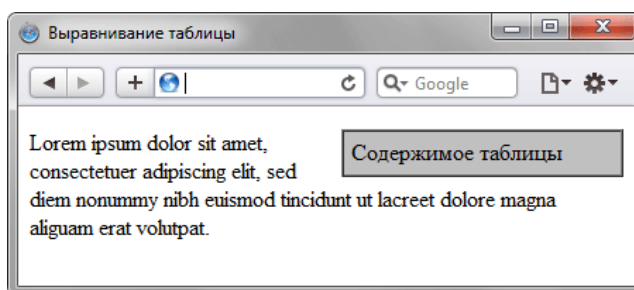 Выравнивание таблицы
Google
Lorem ipsum dolor sit amet,
consectetuer adipiscing elit, sed
diem nonummy nibh euismod tincidunt ut lacreet dolore magna
aliguam erat volutpat.
Содержимое таблицы